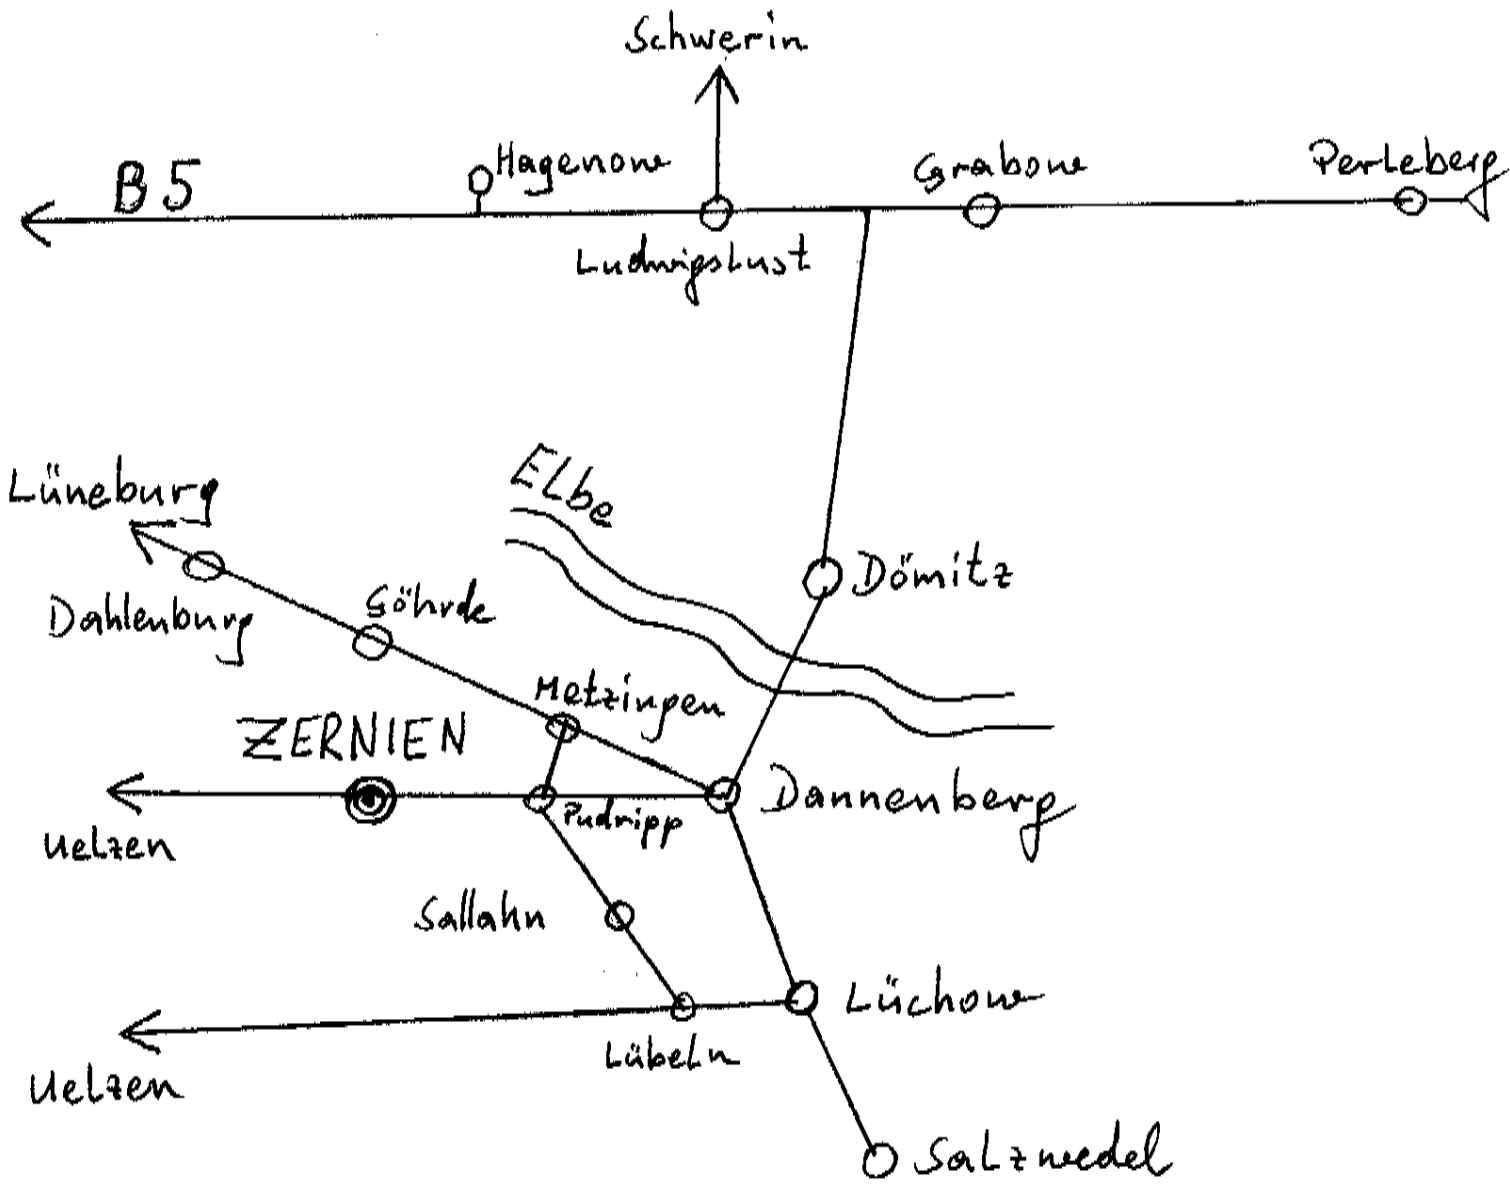 Schwerin
B5
Hagenow
Grabow
Perleberg
Ludwigslust
Lüneburg
Elbe
Dömitz
Dahlenburg
Göhrde
Metzingen
ZERNIEN
Dannenberg
Pudripp
Uelzen
Sallahn
Lüchow
Lübeln
Uelzen
Salzwedel